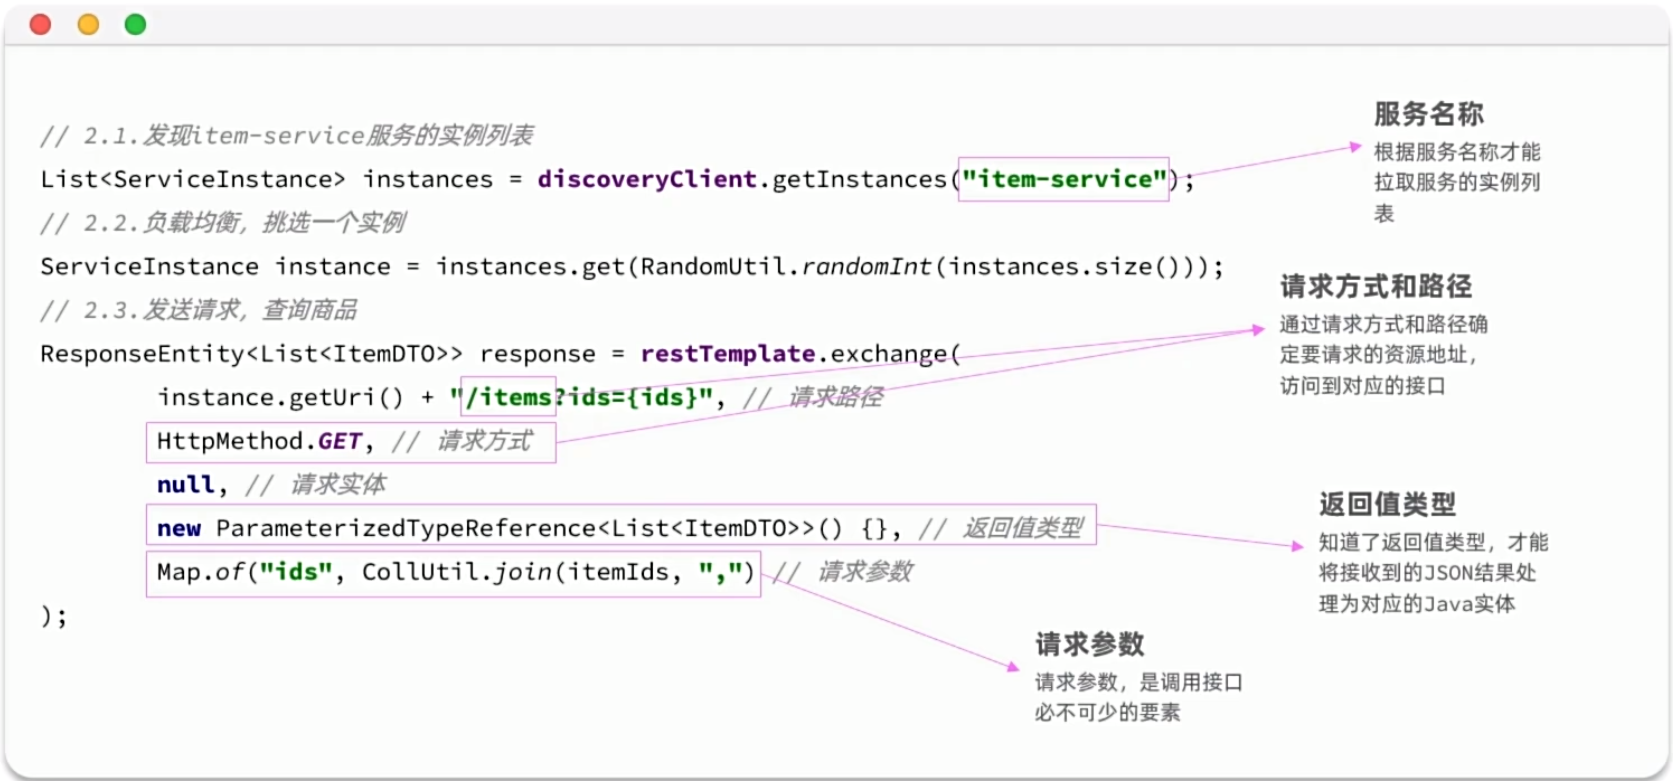 // 2.1.发现item-service服务的实例列表
List<ServiceInstance> instances = discoveryClient.getInstances("item-service");
// 2.2.负载均衡，挑选一个实例
ServiceInstance instance = instances.get(RandomUtil.randomInt(instances.size()));
// 2.3.发送请求，查询商品
ResponseEntity<List<ItemDTO>> response = restTemplate.exchange(
instance.getUri() + "/items?ids={ids}", // 请求路径
HttpMethod.GET, // 请求方式
null, // 请求实体
new ParameterizedTypeReference<List<ItemDTO>>() {}, // 返回值类型
Map.of("ids", CollUtil.join(itemIds, ",") // 请求参数
);
服务名称
根据服务名称才能
拉取服务的实例列
表
请求方式和路径
通过请求方式和路径确
定要请求的资源地址，
访问到对应的接口
返回值类型
知道了返回值类型，才能
将接收到的JSON结果处
理为对应的Java实体
请求参数
请求参数，是调用接口
必不可少的要素